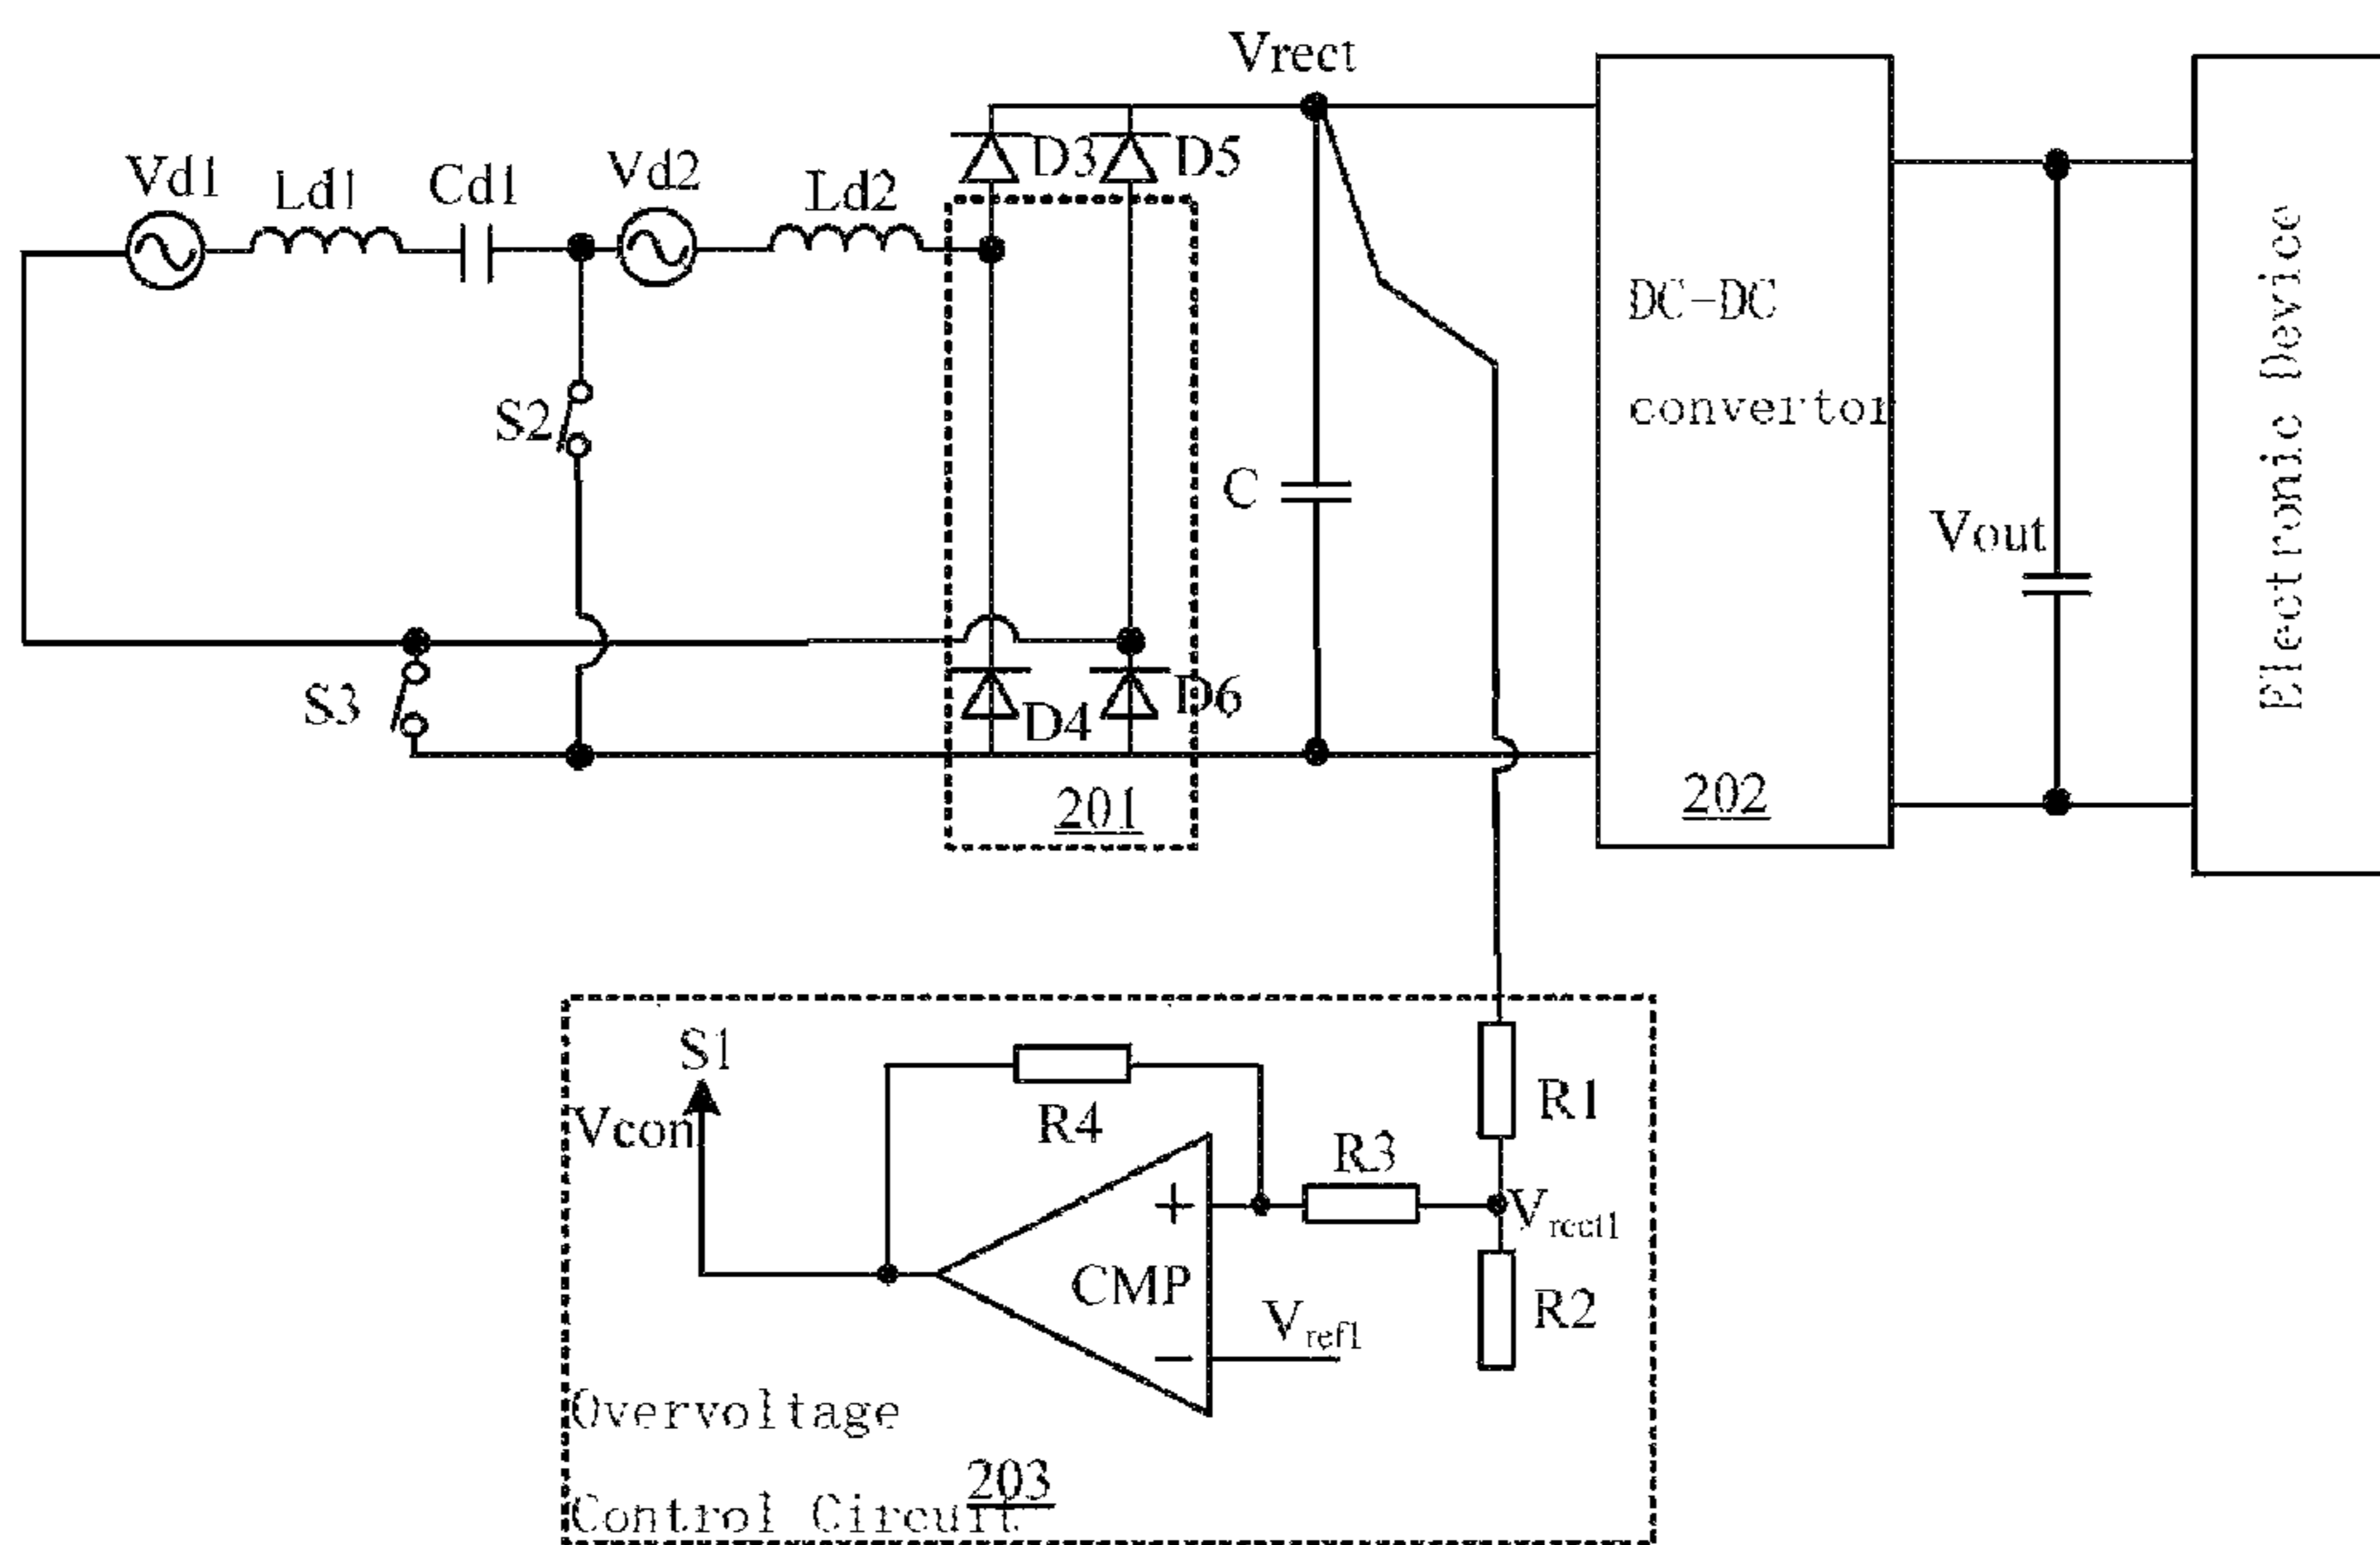 Vrect
Vd1
Ld1
Cd1
Vd2
Ld2
D3
D5
DC-DC
convertor
Electronic Device
S2
C
Vout
S3
D4
D6
201
202
S1
Vcon
R4
R1
R3
+
Vrect1
CMP
Vref1
−
R2
Overvoltage
203
Control Circuit